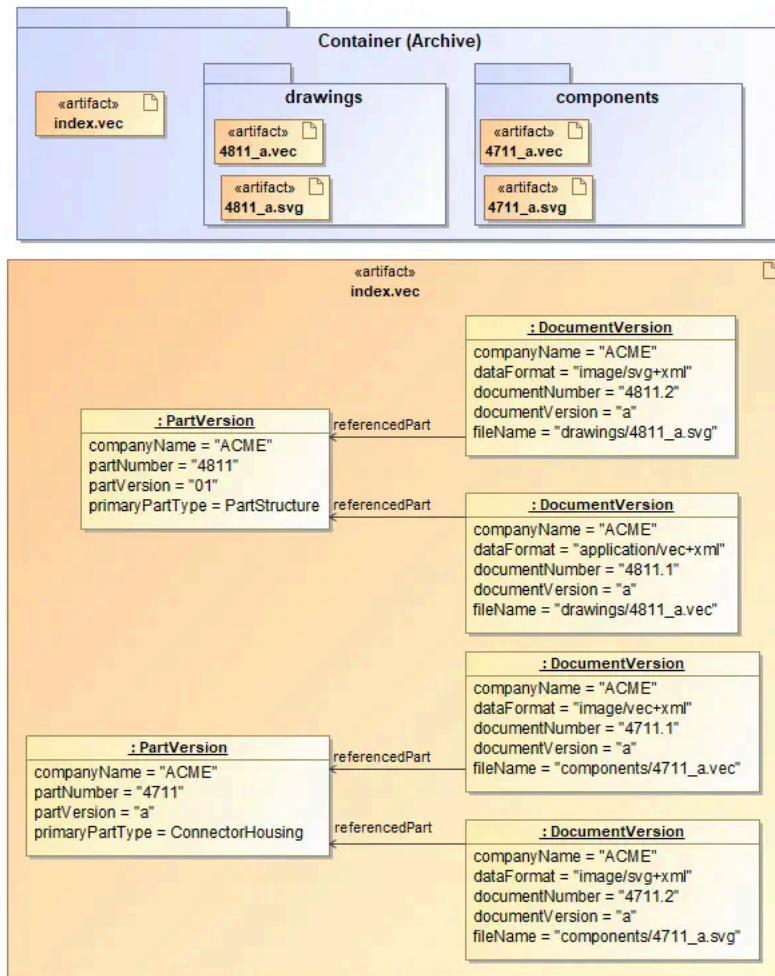 Container (Archive)
«artifact»
index.vec
drawings
«artifact»
4811_a.vec
«artifact»
4811_a.svg
components
«artifact»
4711_a.vec
«artifact»
4711_a.svg
«artifact»
index.vec
: PartVersion
companyName = "ACME"
partNumber = "4811"
partVersion = "01"
primaryPartType = PartStructure
referencedPart
: DocumentVersion
companyName = "ACME"
dataFormat = "image/svg+xml"
documentNumber = "4811.2"
documentVersion = "a"
fileName = "drawings/4811_a.svg"
referencedPart
: DocumentVersion
companyName = "ACME"
dataFormat = "application/vec+xml"
documentNumber = "4811.1"
documentVersion = "a"
fileName = "drawings/4811_a.vec"
: PartVersion
companyName = "ACME"
partNumber = "4711"
partVersion = "a"
primaryPartType = ConnectorHousing
referencedPart
: DocumentVersion
companyName = "ACME"
dataFormat = "image/vec+xml"
documentNumber = "4711.1"
documentVersion = "a"
fileName = "components/4711_a.vec"
referencedPart
: DocumentVersion
companyName = "ACME"
dataFormat = "image/svg+xml"
documentNumber = "4711.2"
documentVersion = "a"
fileName = "components/4711_a.svg"